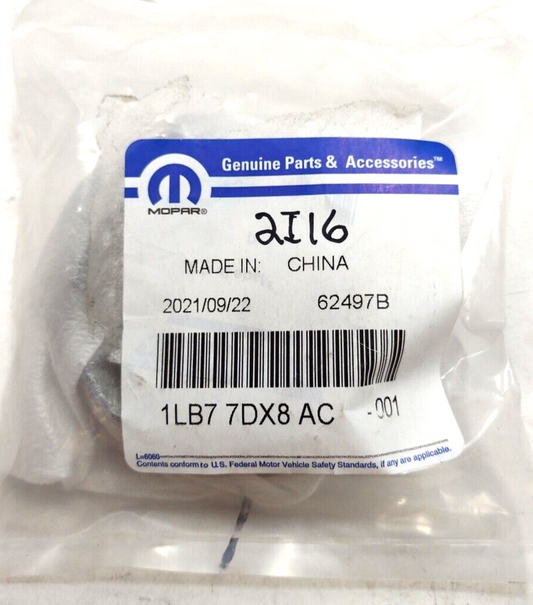 Genuine Parts & Accessories™
MOPAR®
2I16
MADE IN: CHINA
2021/09/22 62497B
1LB7 7DX8 AC -001
L=6060
Contents conform to U.S. Federal Motor Vehicle Safety Standards, if any are applicable.